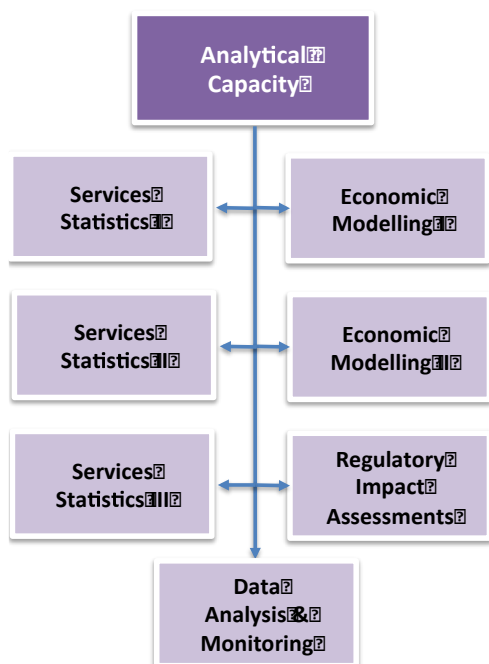 Analytical
Capacity
Services
Statistics I
Economic
Modelling I
Services
Statistics II
Economic
Modelling II
Services
Statistics III
Regulatory
Impact
Assessments
Data
Analysis &
Monitoring